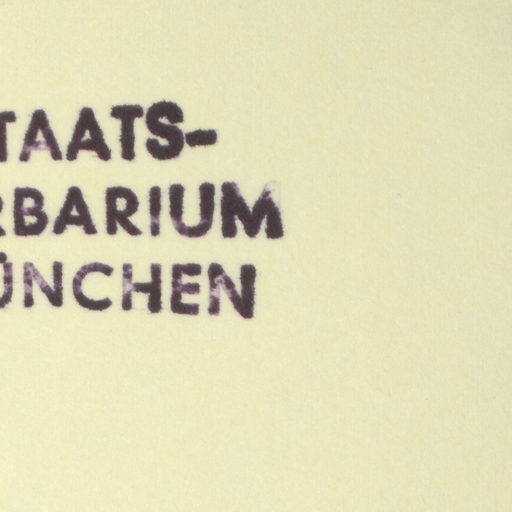 TAATS-
RBARIUM
ÜNCHEN